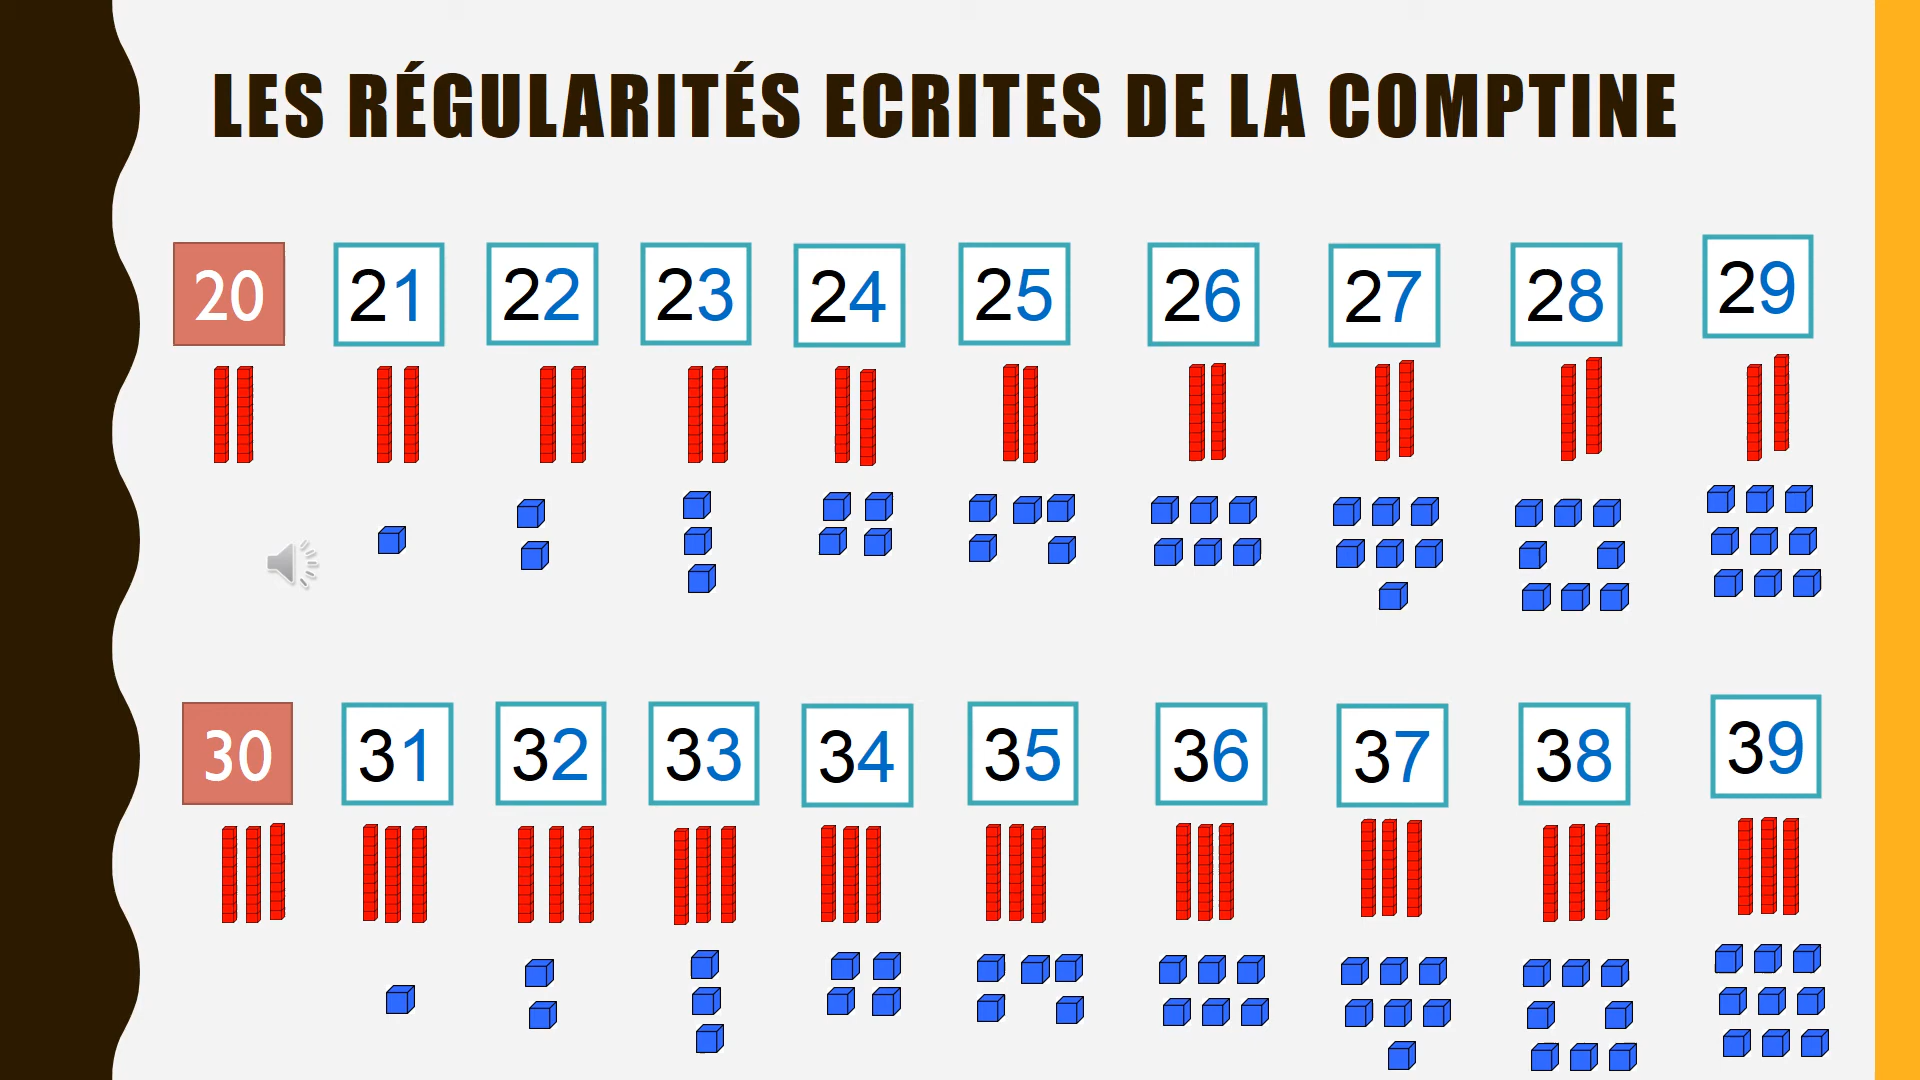 LES RÉGULARITÉS ECRITES DE LA COMPTINE
20 21 22 23 24 25 26 27 28 29
30 31 32 33 34 35 36 37 38 39